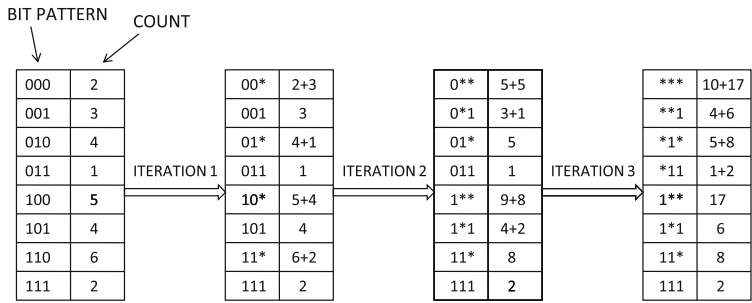 BIT PATTERN
COUNT
000 2 00* 2+3 0** 5+5 *** 10+17
001 3 001 3 0*1 3+1 **1 4+6
010 4 01* 4+1 01* 5 *1* 5+8
011 1 ITERATION 1 011 1 ITERATION 2 011 1 ITERATION 3 *11 1+2
100 5 10* 5+4 1** 9+8 1** 17
101 4 101 4 1*1 4+2 1*1 6
110 6 11* 6+2 11* 8 11* 8
111 2 111 2 111 2 111 2